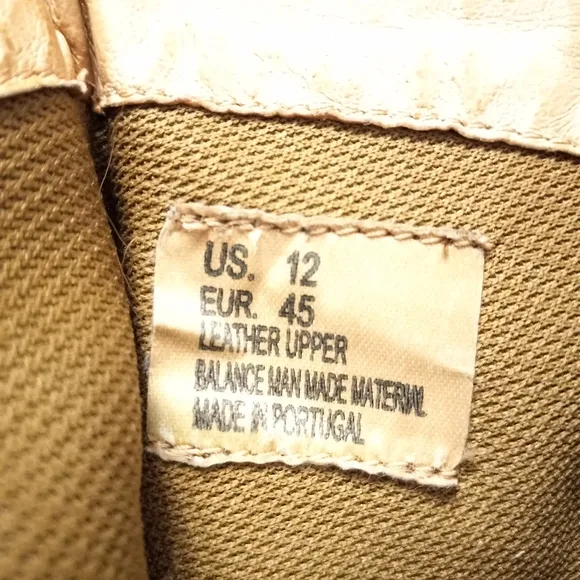 US. 12
EUR. 45
LEATHER UPPER
BALANCE MAN MADE MATERIAL
MADE IN PORTUGAL